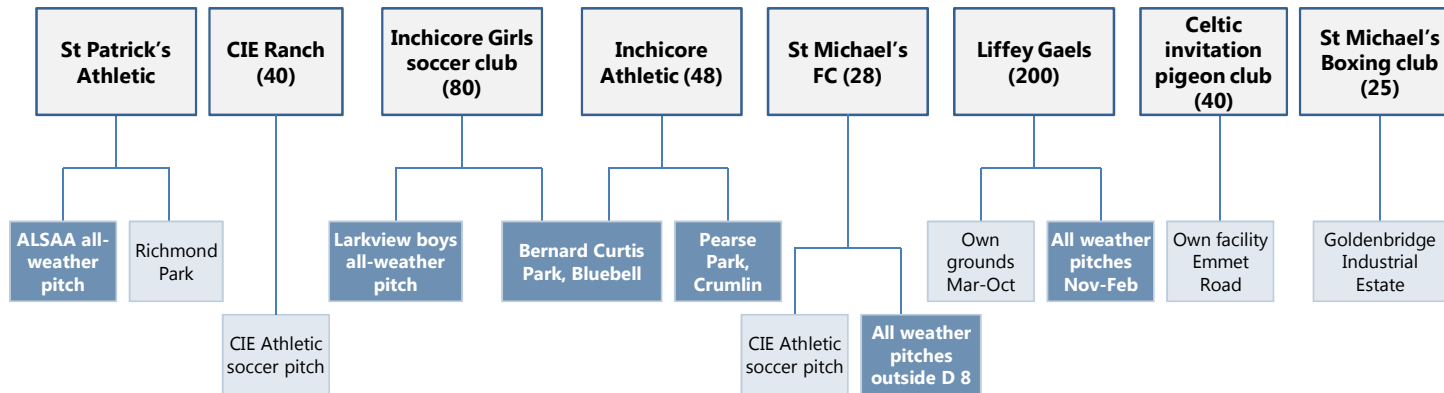 St Patrick's
Athletic
CIE Ranch
(40)
Inchicore Girls
soccer club
(80)
Inchicore
Athletic (48)
St Michael's
FC (28)
Liffey Gaels
(200)
Celtic
invitation
pigeon club
(40)
St Michael's
Boxing club
(25)
ALSAA all-
weather
pitch
Richmond
Park
Larkview boys
all-weather
pitch
Bernard Curtis
Park, Bluebell
Pearse
Park,
Crumlin
Own
grounds
Mar-Oct
All weather
pitches
Nov-Feb
Own facility
Emmet
Road
Goldenbridge
Industrial
Estate
CIE Athletic
soccer pitch
CIE Athletic
soccer pitch
All weather
pitches
outside D 8